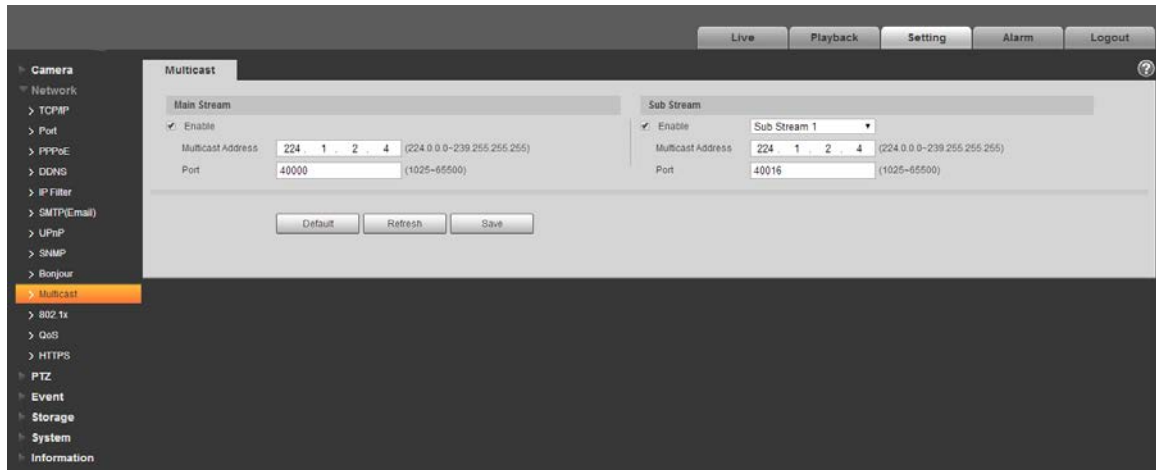 Live Playback Setting Alarm Logout
Camera
Network
> TCP/IP
> Port
> PPPoE
> DDNS
> IP Filter
> SMTP(Email)
> UPnP
> SNMP
> Bonjour
> Multicast
> 802.1x
> QoS
> HTTPS
PTZ
Event
Storage
System
Information
Multicast
?
Main Stream
Enable
Multicast Address 224 . 1 . 2 . 4 (224.0.0.0~239.255.255.255)
Port 40000 (1025~65500)
Sub Stream
Enable Sub Stream 1
Multicast Address 224 . 1 . 2 . 4 (224.0.0.0~239.255.255.255)
Port 40016 (1025~65500)
Default Refresh Save